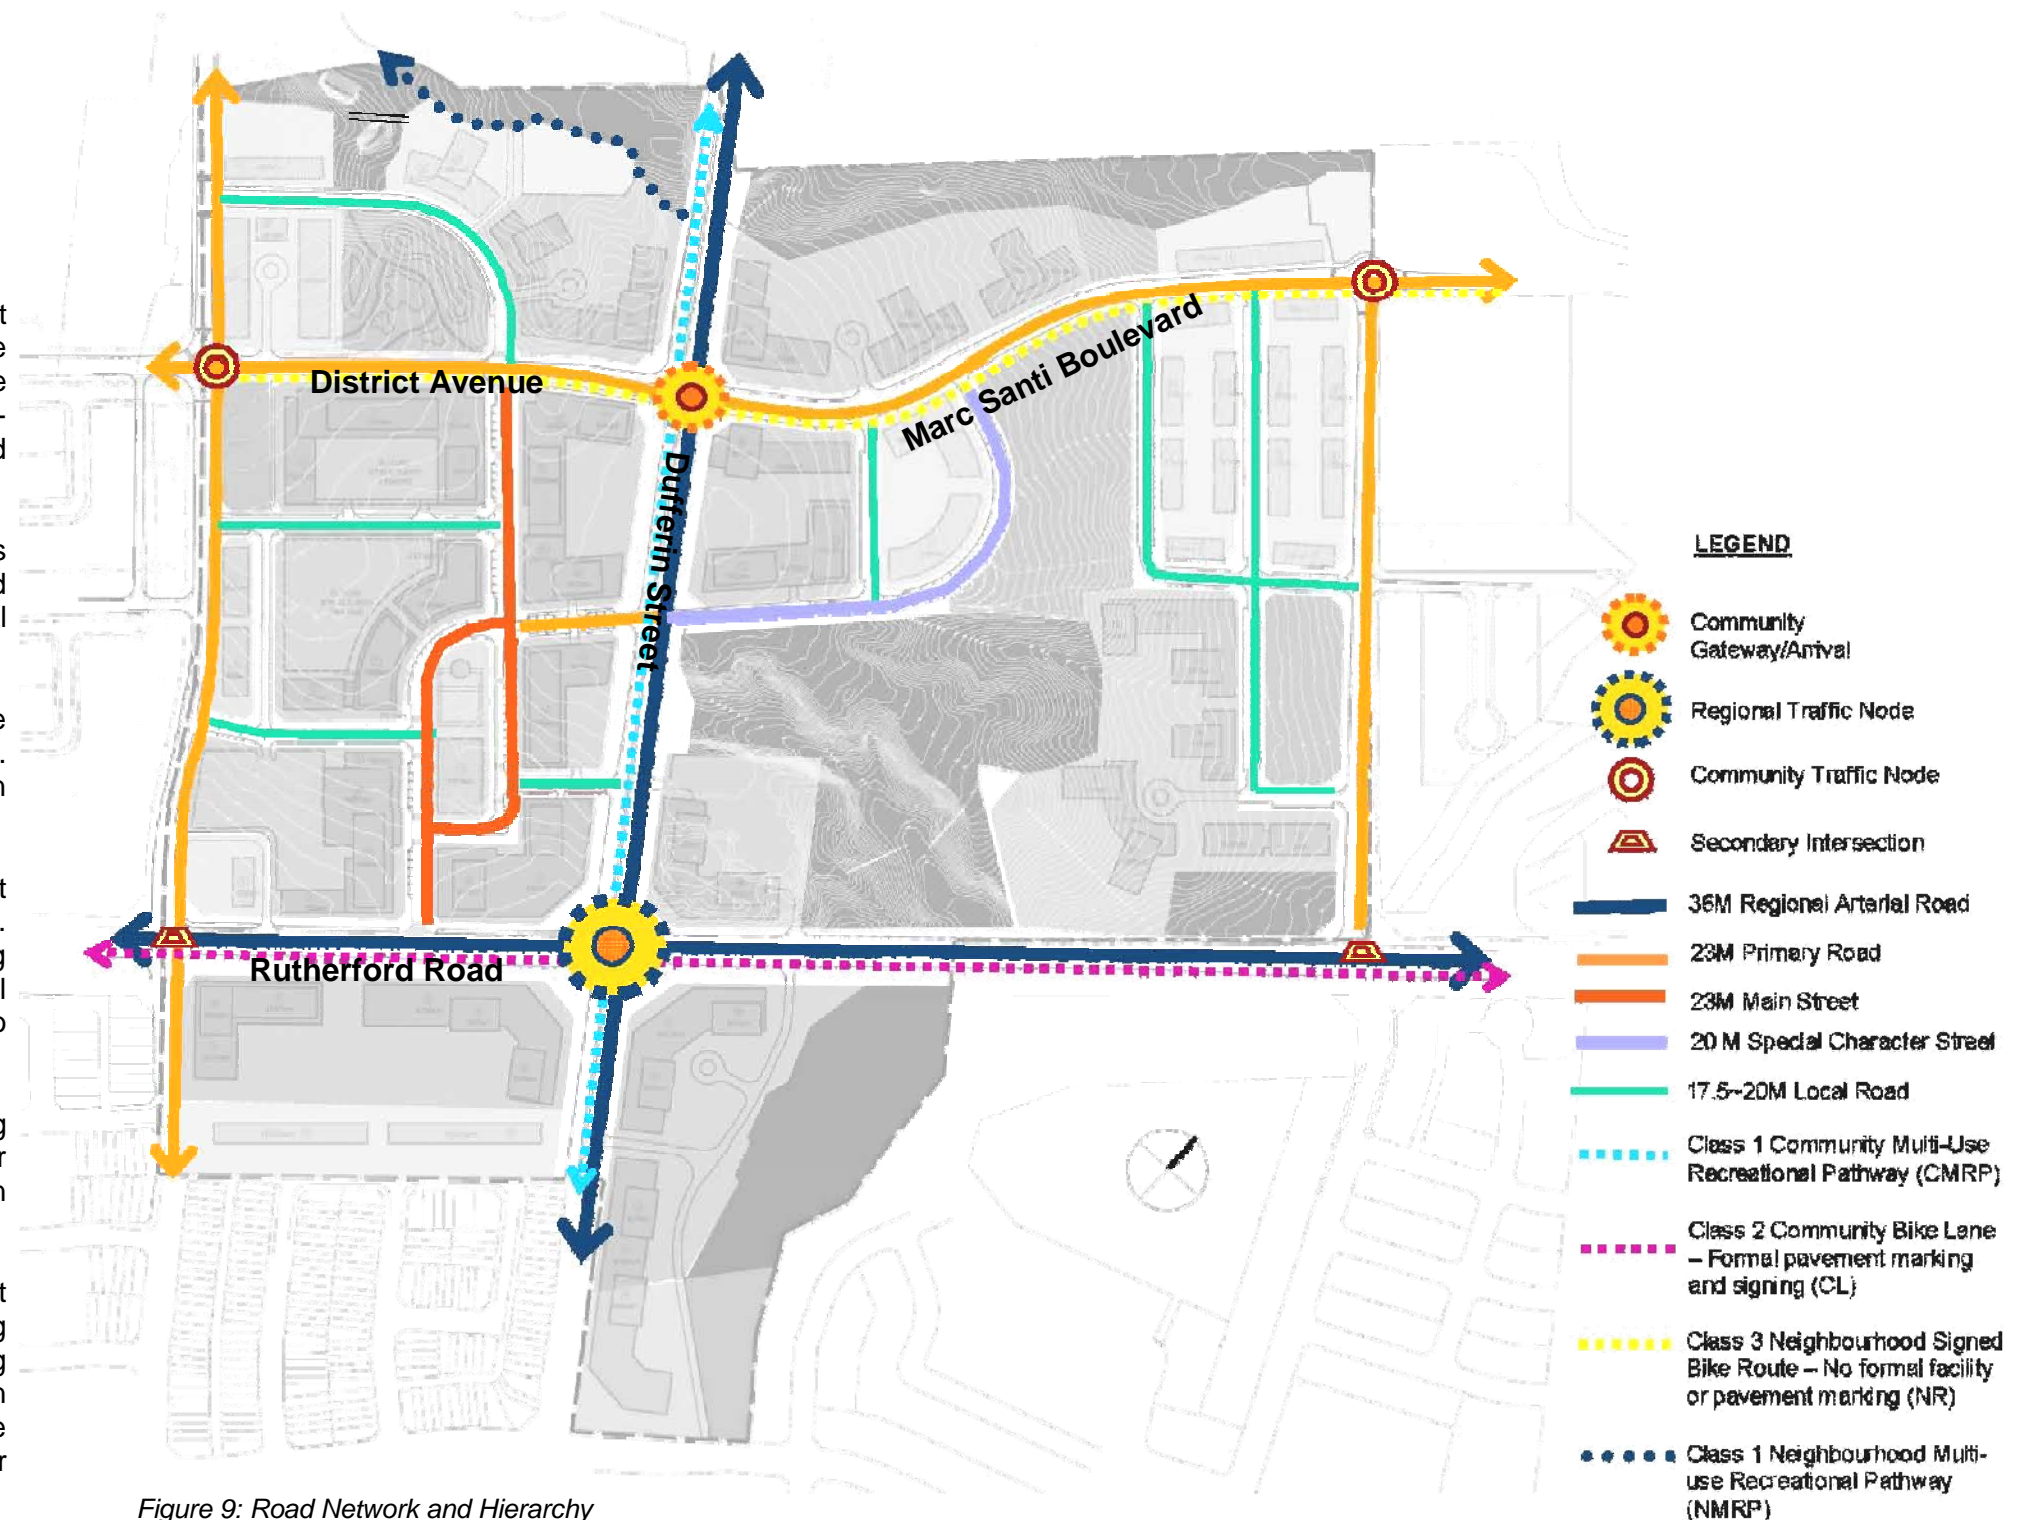 District Avenue
Marc Santi Boulevard
Dufferin Street
Rutherford Road
LEGEND
Community
Gateway/Arrival
Regional Traffic Node
Community Traffic Node
Secondary Intersection
36M Regional Arterial Road
23M Primary Road
23M Main Street
20 M Special Character Street
17.5~20M Local Road
Class 1 Community Multi-Use
Recreational Pathway (CMRP)
Class 2 Community Bike Lane
– Formal pavement marking
and signing (CL)
Class 3 Neighbourhood Signed
Bike Route – No formal facility
or pavement marking (NR)
Class 1 Neighbourhood Multi-
use Recreational Pathway
(NMRP)
Figure 9: Road Network and Hierarchy